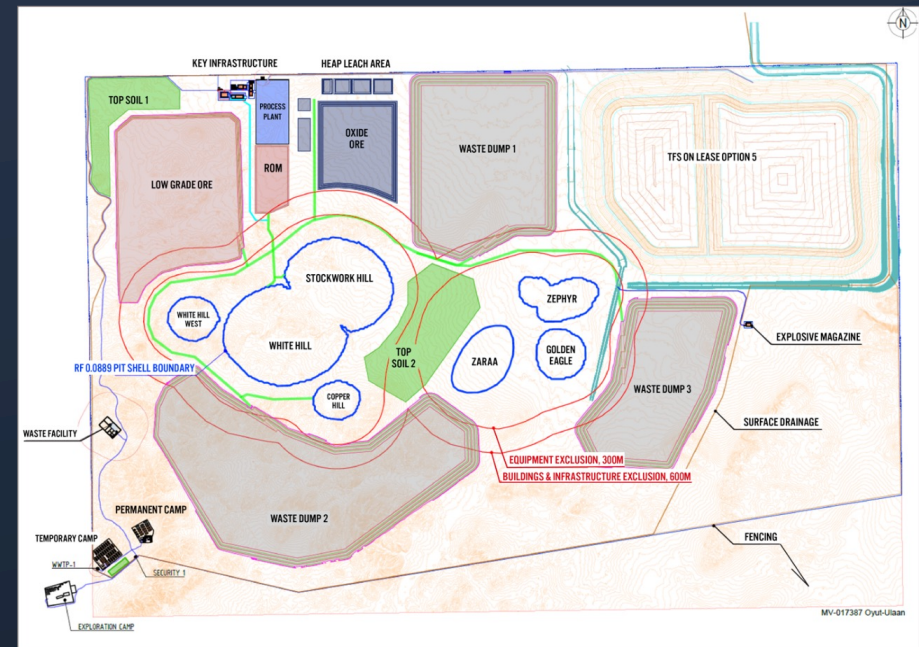 N
KEY INFRASTRUCTURE
HEAP LEACH AREA
TOP SOIL 1
PROCESS
PLANT
OXIDE
ORE
WASTE DUMP 1
TFS ON LEASE OPTION 5
LOW GRADE ORE
ROM
STOCKWORK HILL
ZEPHYR
WHITE HILL
WEST
WHITE HILL
EXPLOSIVE MAGAZINE
TOP
SOIL 2
ZARAA
GOLDEN
EAGLE
RF 0.0889 PIT SHELL BOUNDARY
WASTE DUMP 3
COPPER
HILL
SURFACE DRAINAGE
WASTE FACILITY
EQUIPMENT EXCLUSION, 300M
BUILDINGS & INFRASTRUCTURE EXCLUSION, 600M
PERMANENT CAMP
WASTE DUMP 2
TEMPORARY CAMP
FENCING
WWTP-1
SECURITY 1
MV-017387 Oyut-Ulaan
EXPLORATION CAMP